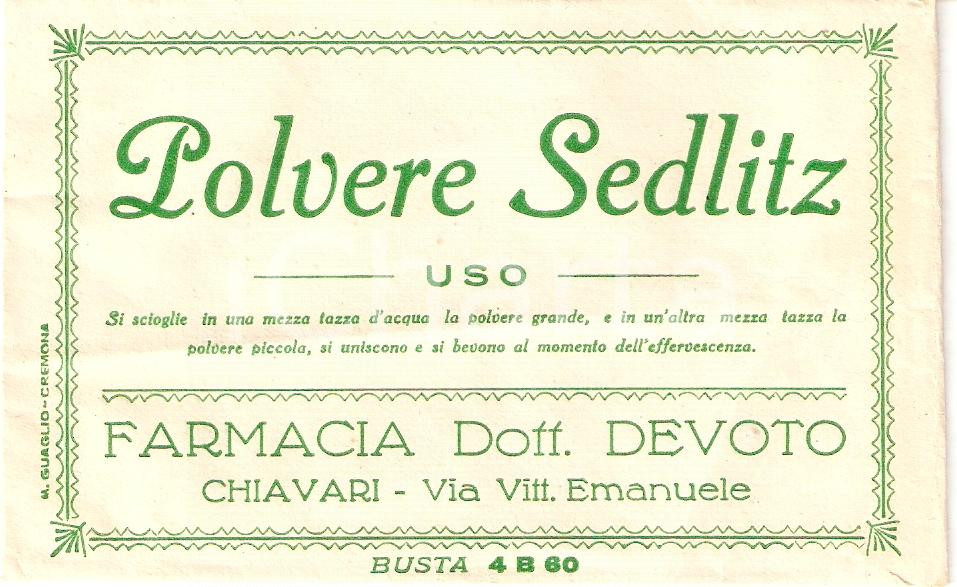 Polvere Sedlitz
USO
Si scioglie in una mezza tazza d'acqua la polvere grande, e in un'altra mezza tazza la
polvere piccola, si uniscono e si bevono al momento dell'effervescenza.
FARMACIA Dott. DEVOTO
CHIAVARI - Via Vitt. Emanuele
BUSTA 4 B 60
M. GUAGLIO - CREMONA